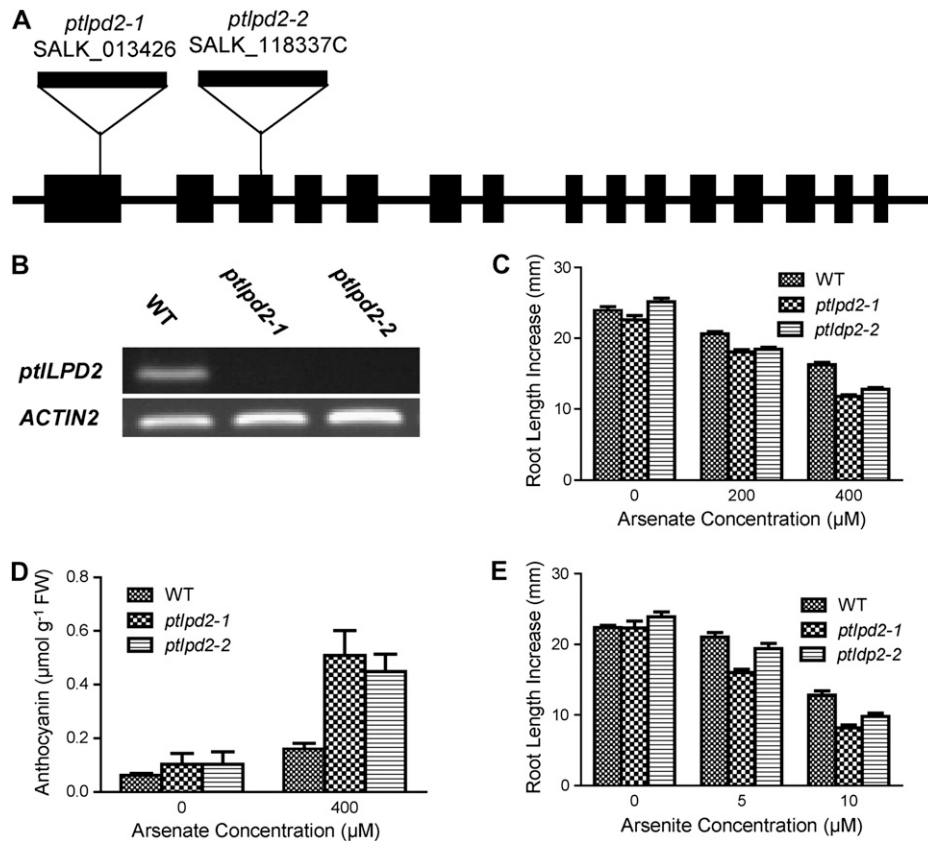 A
ptlpd2-1
SALK_013426
ptlpd2-2
SALK_118337C
B
WT
ptlpd2-1
ptlpd2-2
ptlLPD2
ACTIN2
C
Root Length Increase (mm)
30
20
10
0
WT
ptlpd2-1
ptldp2-2
0
200
400
Arsenate Concentration (µM)
D
Anthocyanin (µmol g⁻¹ FW)
0.8
0.6
0.4
0.2
0.0
WT
ptlpd2-1
ptlpd2-2
0
400
Arsenate Concentration (µM)
E
Root Length Increase (mm)
30
20
10
0
WT
ptlpd2-1
ptldp2-2
0
5
10
Arsenite Concentration (µM)